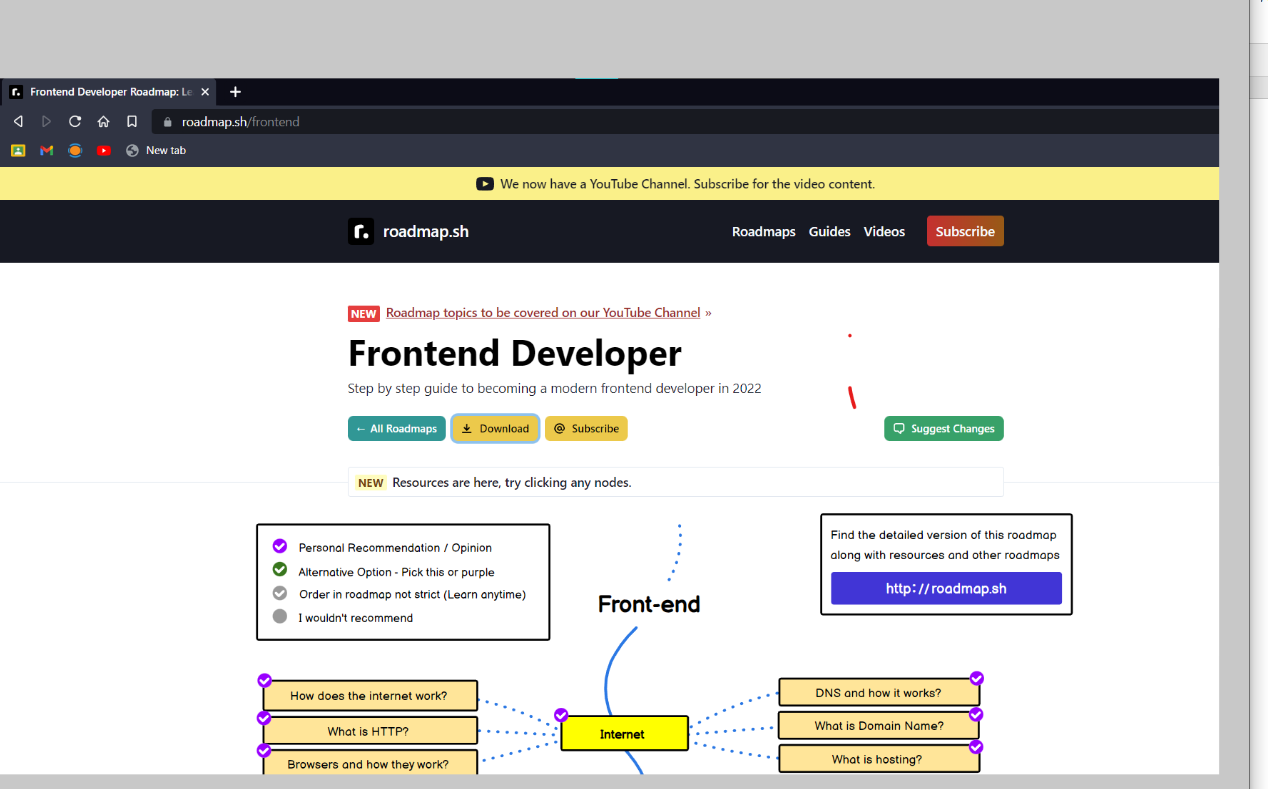 Frontend Developer Roadmap: Le
roadmap.sh/frontend
New tab
We now have a YouTube Channel. Subscribe for the video content.
roadmap.sh
Roadmaps Guides Videos Subscribe
NEW Roadmap topics to be covered on our YouTube Channel »
Frontend Developer
Step by step guide to becoming a modern frontend developer in 2022
← All Roadmaps Download @ Subscribe Suggest Changes
NEW Resources are here, try clicking any nodes.
Personal Recommendation / Opinion
Alternative Option - Pick this or purple
Order in roadmap not strict (Learn anytime)
I wouldn't recommend
Find the detailed version of this roadmap
along with resources and other roadmaps
http://roadmap.sh
Front-end
How does the internet work?
What is HTTP?
Browsers and how they work?
Internet
DNS and how it works?
What is Domain Name?
What is hosting?